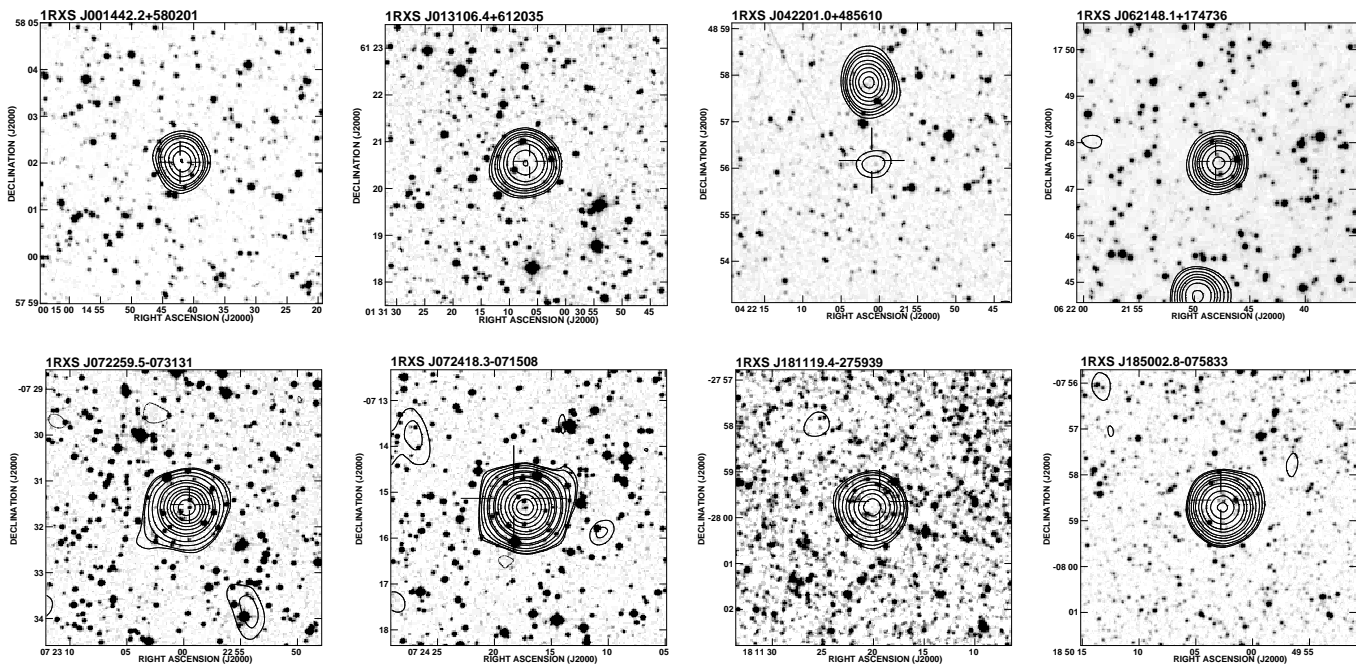 1RXS J001442.2+580201
DECLINATION (J2000)
58 05
04
03
02
01
00
57 59
00 15 00 14 55 50 45 40 35 30 25 20
RIGHT ASCENSION (J2000)
1RXS J013106.4+612035
DECLINATION (J2000)
61 23
22
21
20
19
18
01 31 30 25 20 15 10 05 00 30 55 50 45
RIGHT ASCENSION (J2000)
1RXS J042201.0+485610
DECLINATION (J2000)
48 59
58
57
56
55
54
04 22 15 10 05 00 21 55 50 45
RIGHT ASCENSION (J2000)
1RXS J062148.1+174736
DECLINATION (J2000)
17 50
49
48
47
46
45
06 22 00 21 55 50 45 40
RIGHT ASCENSION (J2000)
1RXS J072259.5-073131
DECLINATION (J2000)
-07 29
30
31
32
33
34
07 23 10 05 00 22 55 50
RIGHT ASCENSION (J2000)
1RXS J072418.3-071508
DECLINATION (J2000)
-07 13
14
15
16
17
18
07 24 25 20 15 10 05
RIGHT ASCENSION (J2000)
1RXS J181119.4-275939
DECLINATION (J2000)
-27 57
58
59
-28 00
01
02
18 11 30 25 20 15 10
RIGHT ASCENSION (J2000)
1RXS J185002.8-075833
DECLINATION (J2000)
-07 56
57
58
59
-08 00
01
18 50 15 10 05 00 49 55
RIGHT ASCENSION (J2000)